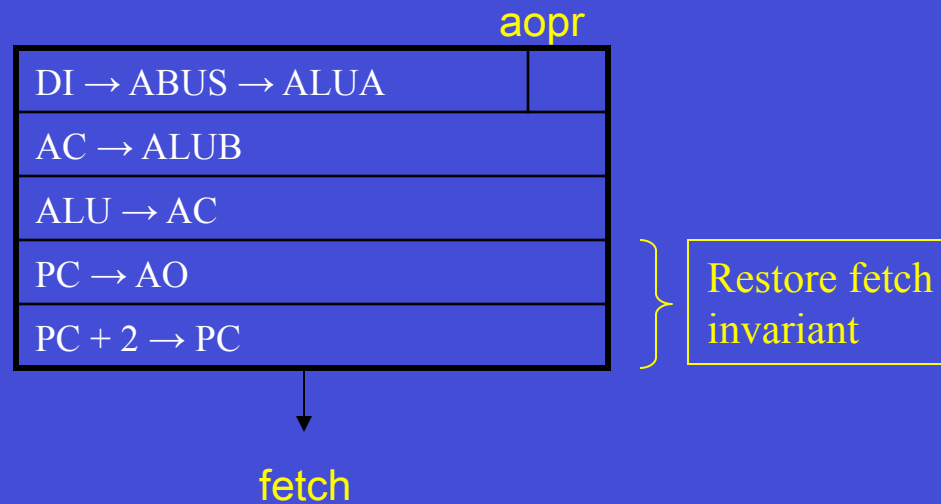 aopr
DI → ABUS → ALUA
AC → ALUB
ALU → AC
PC → AO
PC + 2 → PC
Restore fetch
invariant
fetch